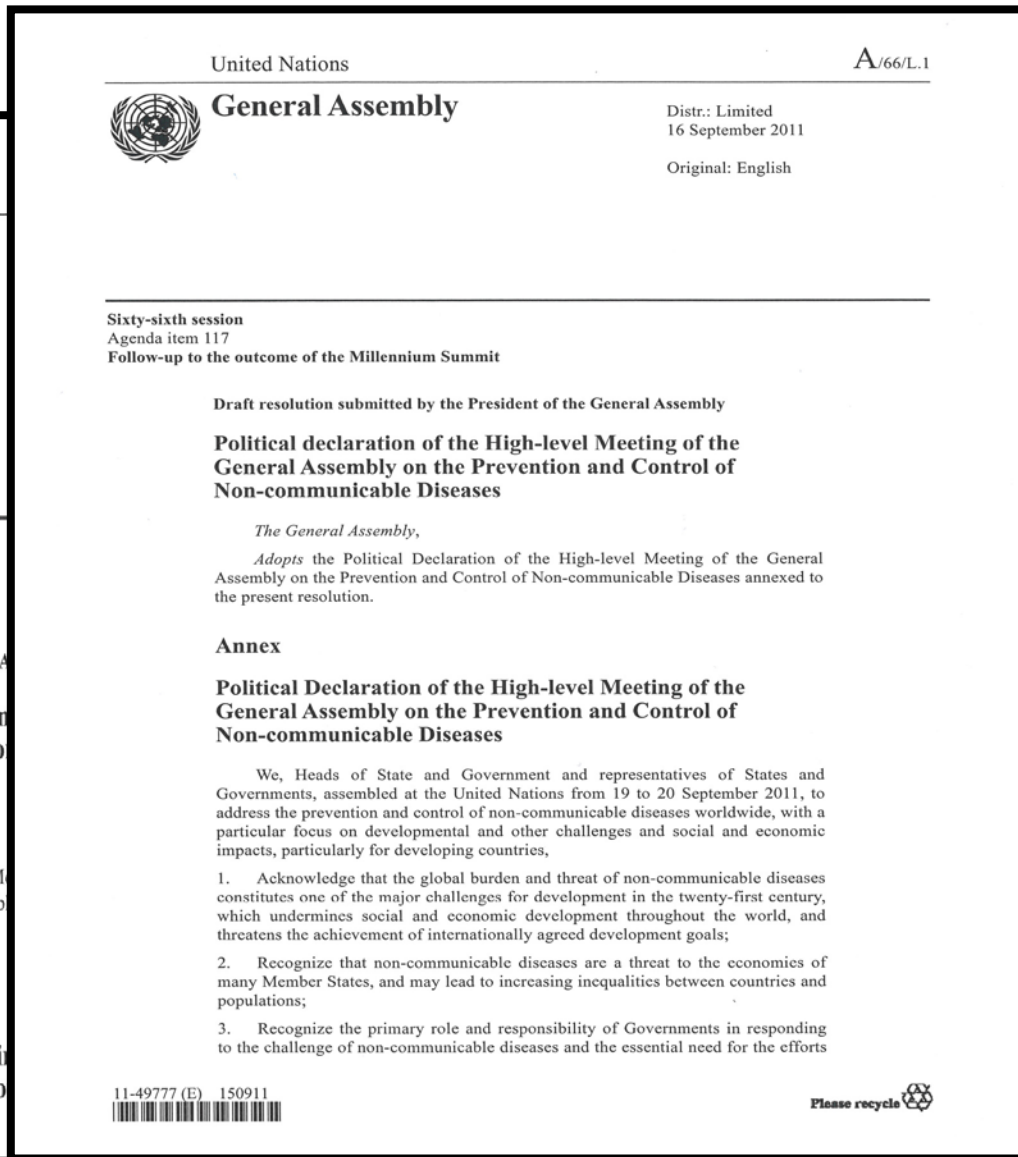 United Nations
A/66/L.1
General Assembly
Distr.: Limited
16 September 2011
Original: English
Sixty-sixth session
Agenda item 117
Follow-up to the outcome of the Millennium Summit
Draft resolution submitted by the President of the General Assembly
Political declaration of the High-level Meeting of the
General Assembly on the Prevention and Control of
Non-communicable Diseases
The General Assembly,
Adopts the Political Declaration of the High-level Meeting of the General
Assembly on the Prevention and Control of Non-communicable Diseases annexed to
the present resolution.
Annex
Political Declaration of the High-level Meeting of the
General Assembly on the Prevention and Control of
Non-communicable Diseases
We, Heads of State and Government and representatives of States and
Governments, assembled at the United Nations from 19 to 20 September 2011, to
address the prevention and control of non-communicable diseases worldwide, with a
particular focus on developmental and other challenges and social and economic
impacts, particularly for developing countries,
1. Acknowledge that the global burden and threat of non-communicable diseases
constitutes one of the major challenges for development in the twenty-first century,
which undermines social and economic development throughout the world, and
threatens the achievement of internationally agreed development goals;
2. Recognize that non-communicable diseases are a threat to the economies of
many Member States, and may lead to increasing inequalities between countries and
populations;
3. Recognize the primary role and responsibility of Governments in responding
to the challenge of non-communicable diseases and the essential need for the efforts
11-49777 (E) 150911
Please recycle